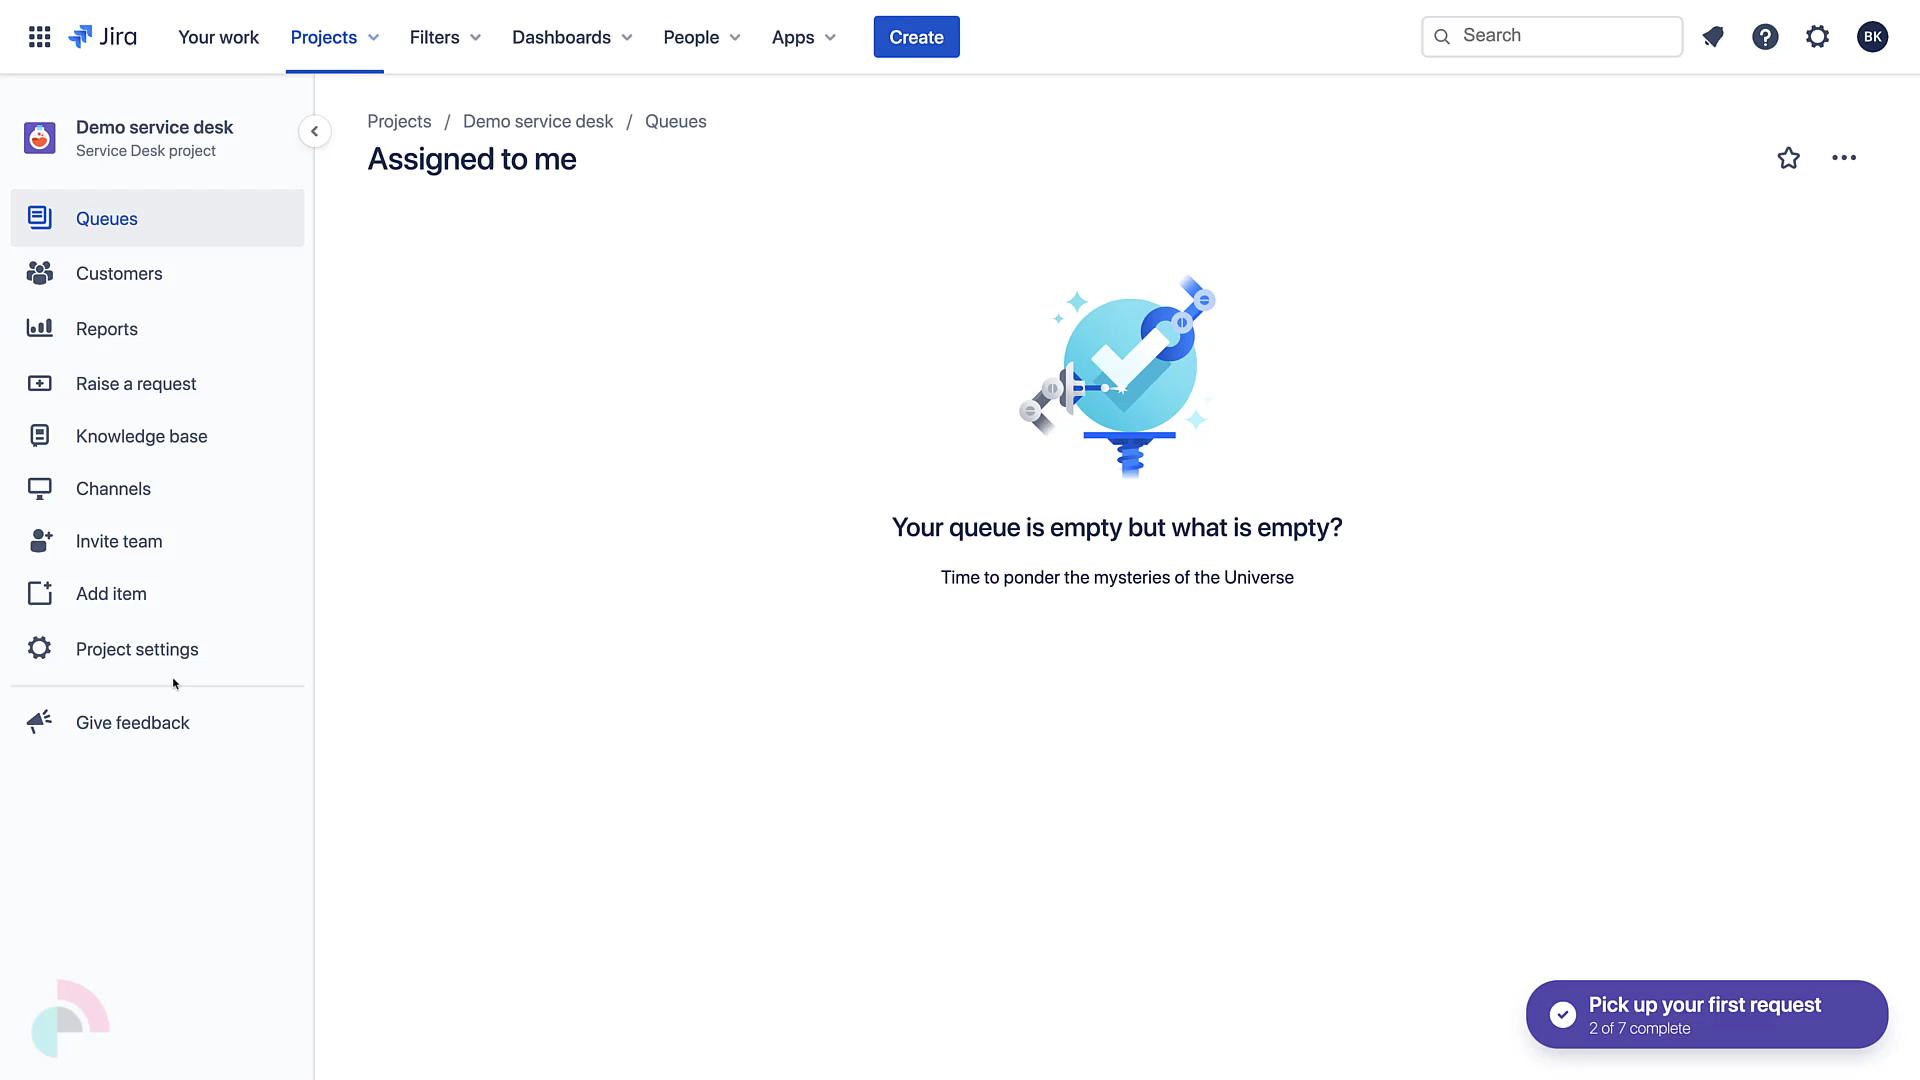 Jira
Your work
Projects
Filters
Dashboards
People
Apps
Create
Search
BK
Demo service desk
Service Desk project
Projects / Demo service desk / Queues
Assigned to me
Queues
Customers
Reports
Raise a request
Knowledge base
Channels
Invite team
Add item
Project settings
Give feedback
Your queue is empty but what is empty?
Time to ponder the mysteries of the Universe
Pick up your first request
2 of 7 complete